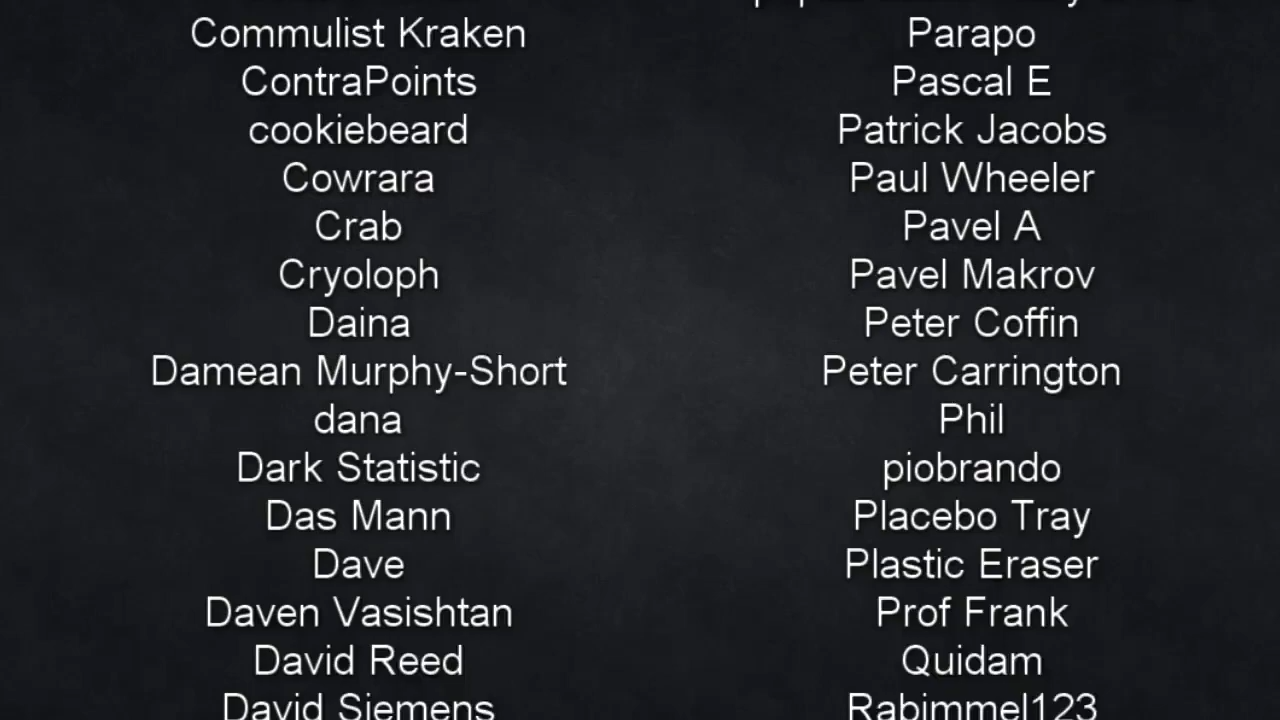 Commulist Kraken
ContraPoints
cookiebeard
Cowrara
Crab
Cryoloph
Daina
Damean Murphy-Short
dana
Dark Statistic
Das Mann
Dave
Daven Vasishtan
David Reed
David Siemens
Parapo
Pascal E
Patrick Jacobs
Paul Wheeler
Pavel A
Pavel Makrov
Peter Coffin
Peter Carrington
Phil
piobrando
Placebo Tray
Plastic Eraser
Prof Frank
Quidam
Rabimmel123